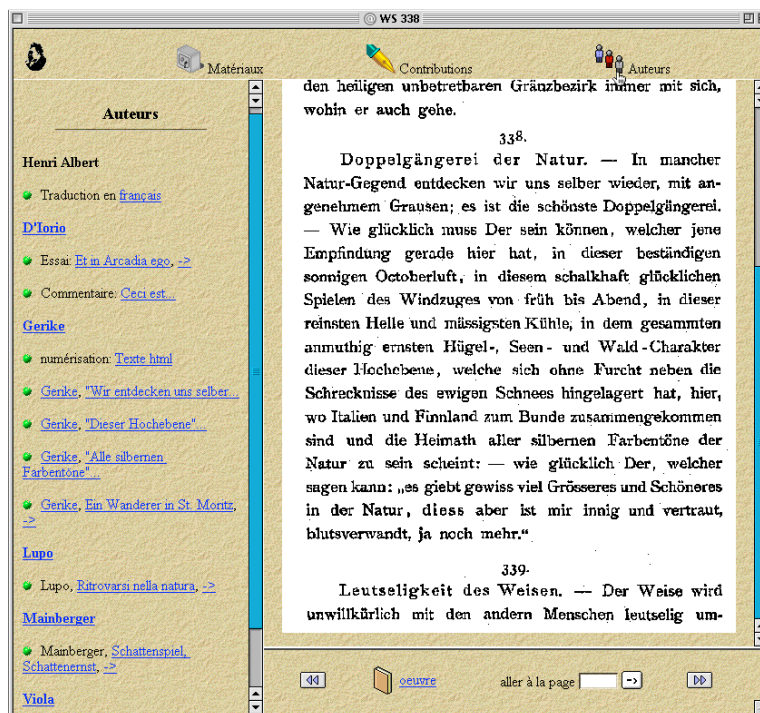 WS 338
Matériaux
Contributions
Auteurs
Auteurs
Henri Albert
Traduction en français
D'Iorio
Essai: Et in Arcadia ego, ->
Commentaire: Ceci est...
Gerike
numérisation: Texte html
Gerike, "Wir entdecken uns selber...
Gerike, "Dieser Hochebene"...
Gerike, "Alle silbernen
Farbentöne"...
Gerike, Ein Wanderer in St. Moritz,
->
Lupo
Lupo, Ritrovarsi nella natura, ->
Mainberger
Mainberger, Schattenspiel,
Schattenernst, ->
Viola
den heiligen unbetretbaren Gränzbezirk immer mit sich,
wohin er auch gehe.
338.
Doppelgängerei der Natur. — In mancher
Natur-Gegend entdecken wir uns selber wieder, mit an-
genehmem Grausen; es ist die schönste Doppelgängerei.
— Wie glücklich muss Der sein können, welcher jene
Empfindung gerade hier hat, in dieser beständigen
sonnigen Octoberluft, in diesem schalkhaft glücklichen
Spielen des Windzuges von früh bis Abend, in dieser
reinsten Helle und mässigsten Kühle, in dem gesammten
anmuthig ernsten Hügel-, Seen- und Wald-Charakter
dieser Hochebene, welche sich ohne Furcht neben die
Schrecknisse des ewigen Schnees hingelagert hat, hier,
wo Italien und Finnland zum Bunde zusammengekommen
sind und die Heimath aller silbernen Farbentöne der
Natur zu sein scheint: — wie glücklich Der, welcher
sagen kann: „es giebt gewiss viel Grösseres und Schöneres
in der Natur, diess aber ist mir innig und vertraut,
blutsverwandt, ja noch mehr.“
339.
Leutseligkeit des Weisen. — Der Weise wird
unwillkürlich mit den andern Menschen leutselig um-
oeuvre
aller à la page
->